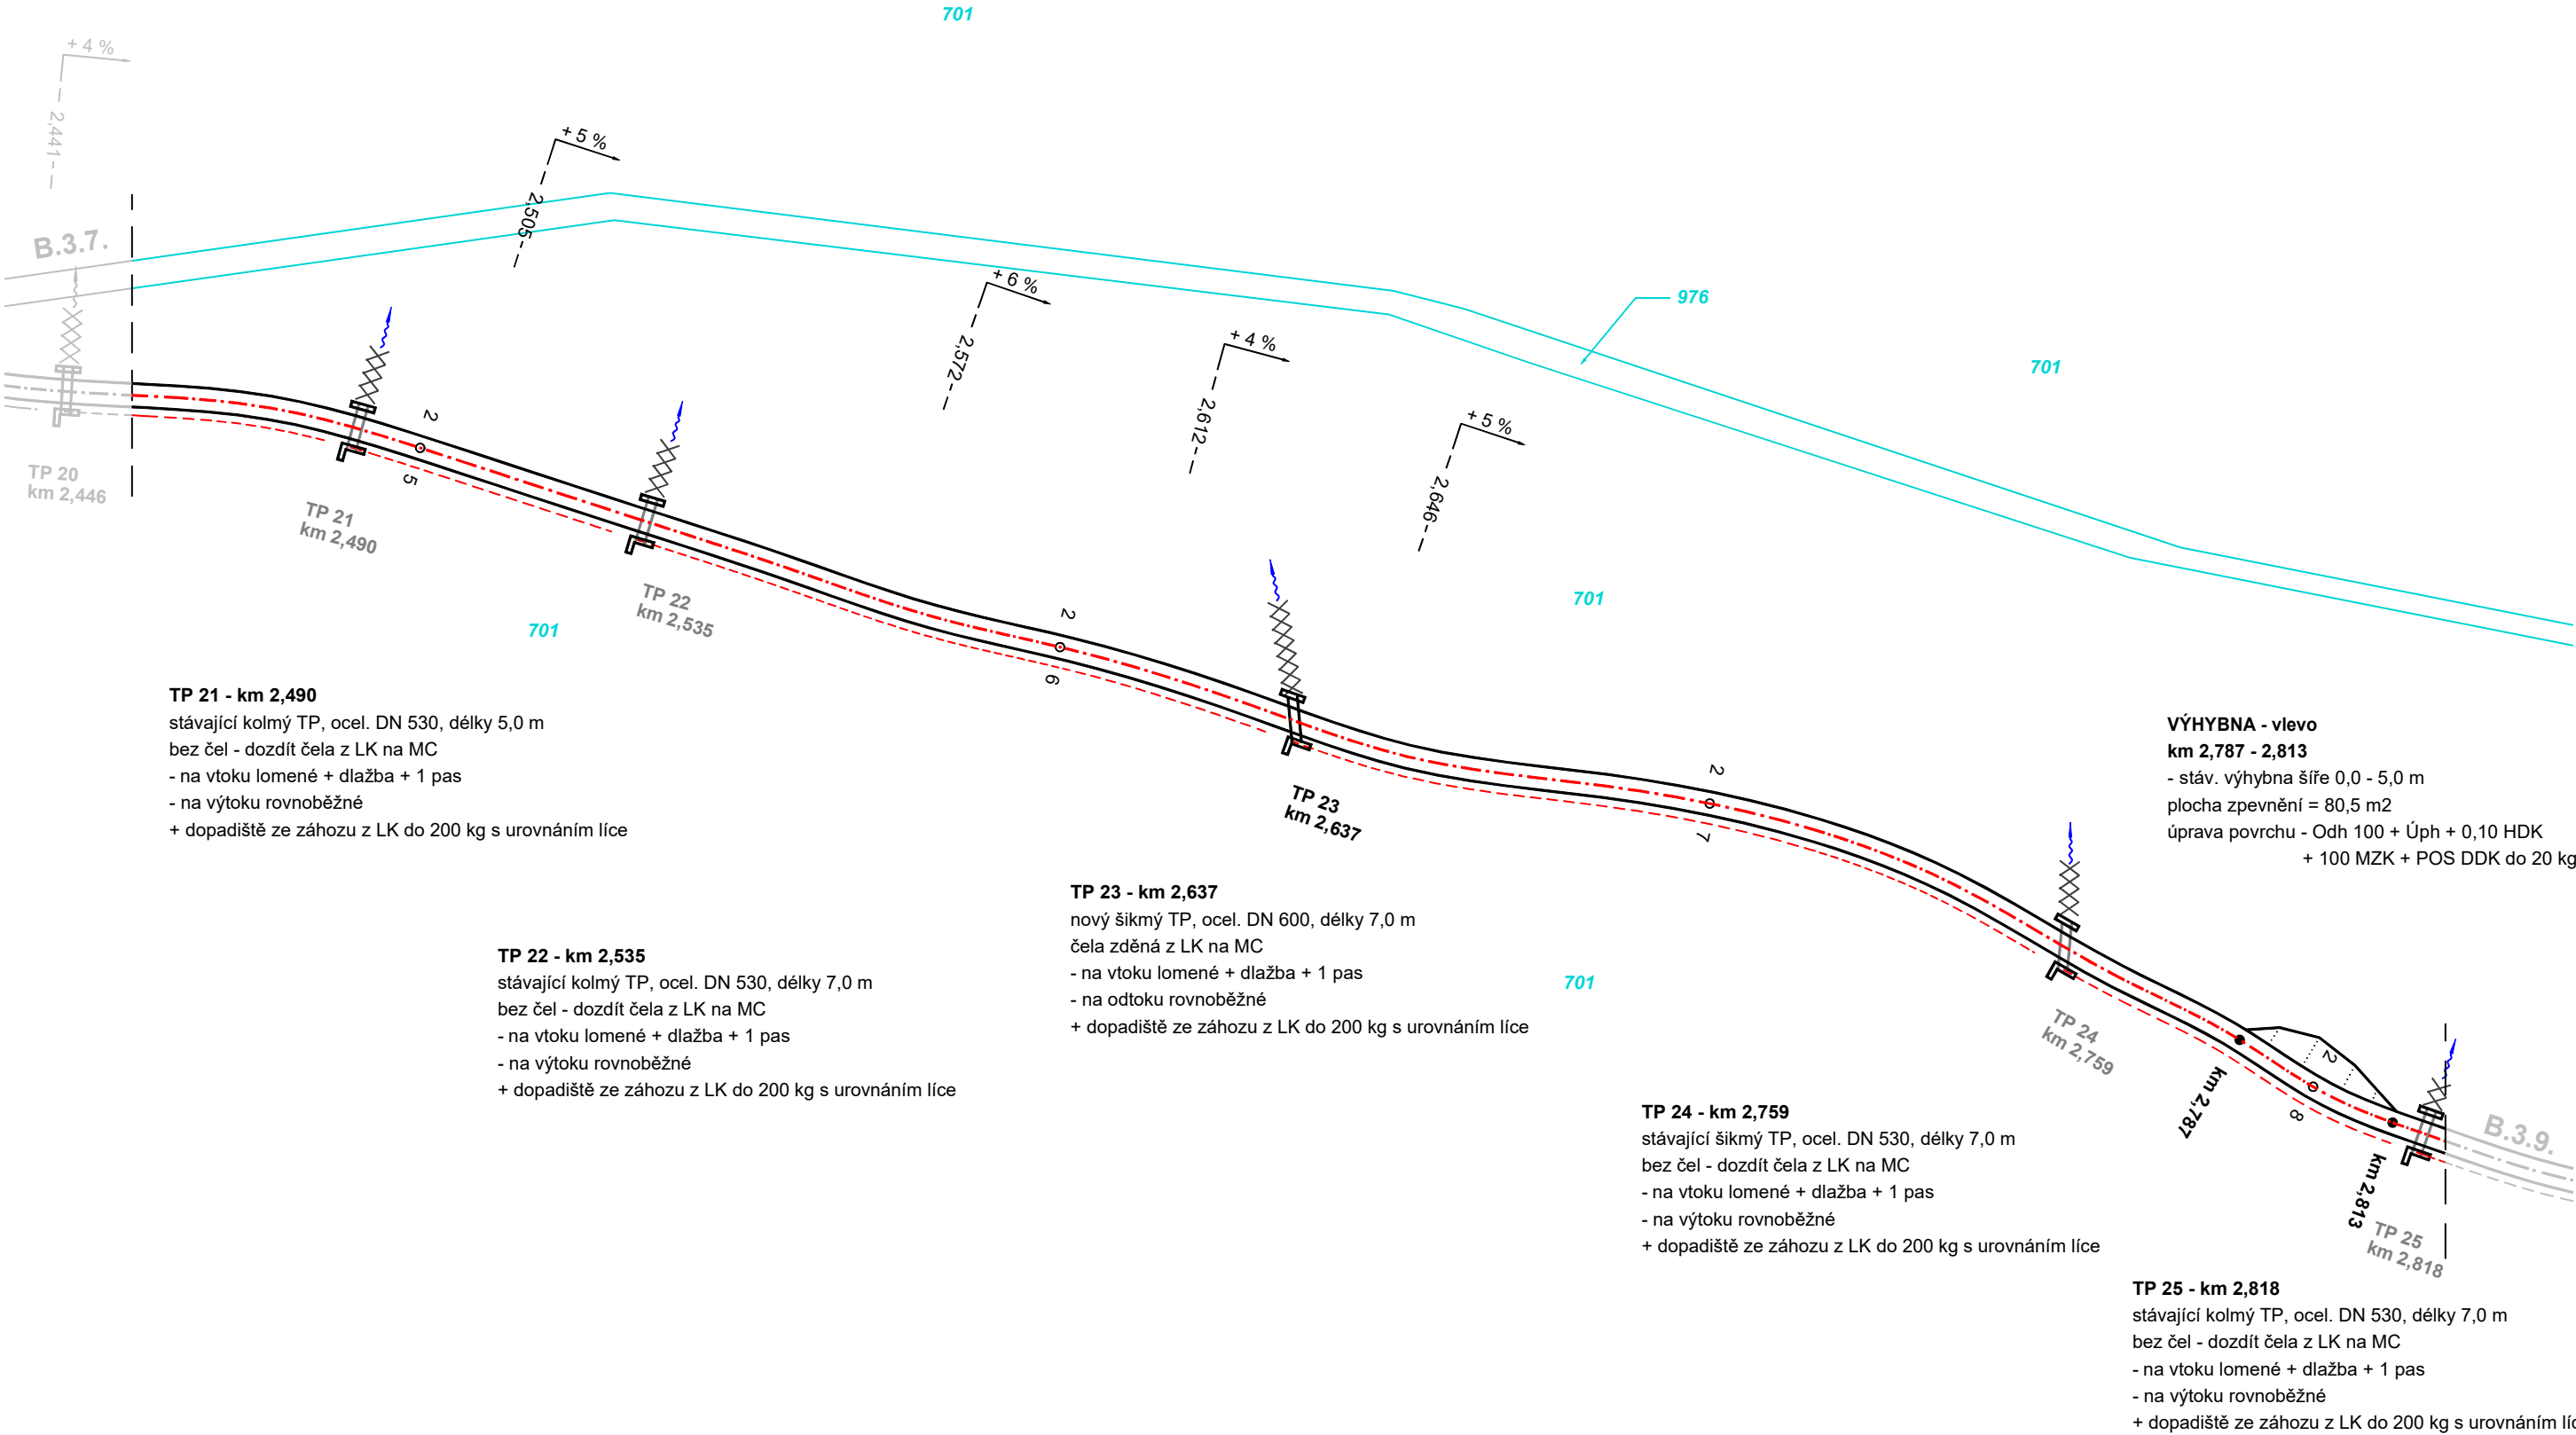 701
+ 4 %
2,441
+ 5 %
2,505
B.3.7.
+ 6 %
2,572
976
+ 4 %
2,612
701
+ 5 %
2,646
2
5
TP 20
km 2,446
TP 21
km 2,490
TP 22
km 2,535
701
701
2
6
TP 21 - km 2,490
stávající kolmý TP, ocel. DN 530, délky 5,0 m
bez čel - dozdít čela z LK na MC
- na vtoku lomené + dlažba + 1 pas
- na výtoku rovnoběžné
+ dopadiště ze záhozu z LK do 200 kg s urovnáním líce
TP 23
km 2,637
2
7
VÝHYBNA - vlevo
km 2,787 - 2,813
- stáv. výhybna šíře 0,0 - 5,0 m
plocha zpevnění = 80,5 m2
úprava povrchu - Odh 100 + Úph + 0,10 HDK
+ 100 MZK + POS DDK do 20 kg
TP 23 - km 2,637
nový šikmý TP, ocel. DN 600, délky 7,0 m
čela zděná z LK na MC
- na vtoku lomené + dlažba + 1 pas
- na odtoku rovnoběžné
+ dopadiště ze záhozu z LK do 200 kg s urovnáním líce
TP 22 - km 2,535
stávající kolmý TP, ocel. DN 530, délky 7,0 m
bez čel - dozdít čela z LK na MC
- na vtoku lomené + dlažba + 1 pas
- na výtoku rovnoběžné
+ dopadiště ze záhozu z LK do 200 kg s urovnáním líce
701
TP 24
km 2,759
km 2,787
2
8
km 2,813
B.3.9.
TP 24 - km 2,759
stávající šikmý TP, ocel. DN 530, délky 7,0 m
bez čel - dozdít čela z LK na MC
- na vtoku lomené + dlažba + 1 pas
- na výtoku rovnoběžné
+ dopadiště ze záhozu z LK do 200 kg s urovnáním líce
TP 25
km 2,818
TP 25 - km 2,818
stávající kolmý TP, ocel. DN 530, délky 7,0 m
bez čel - dozdít čela z LK na MC
- na vtoku lomené + dlažba + 1 pas
- na výtoku rovnoběžné
+ dopadiště ze záhozu z LK do 200 kg s urovnáním líc